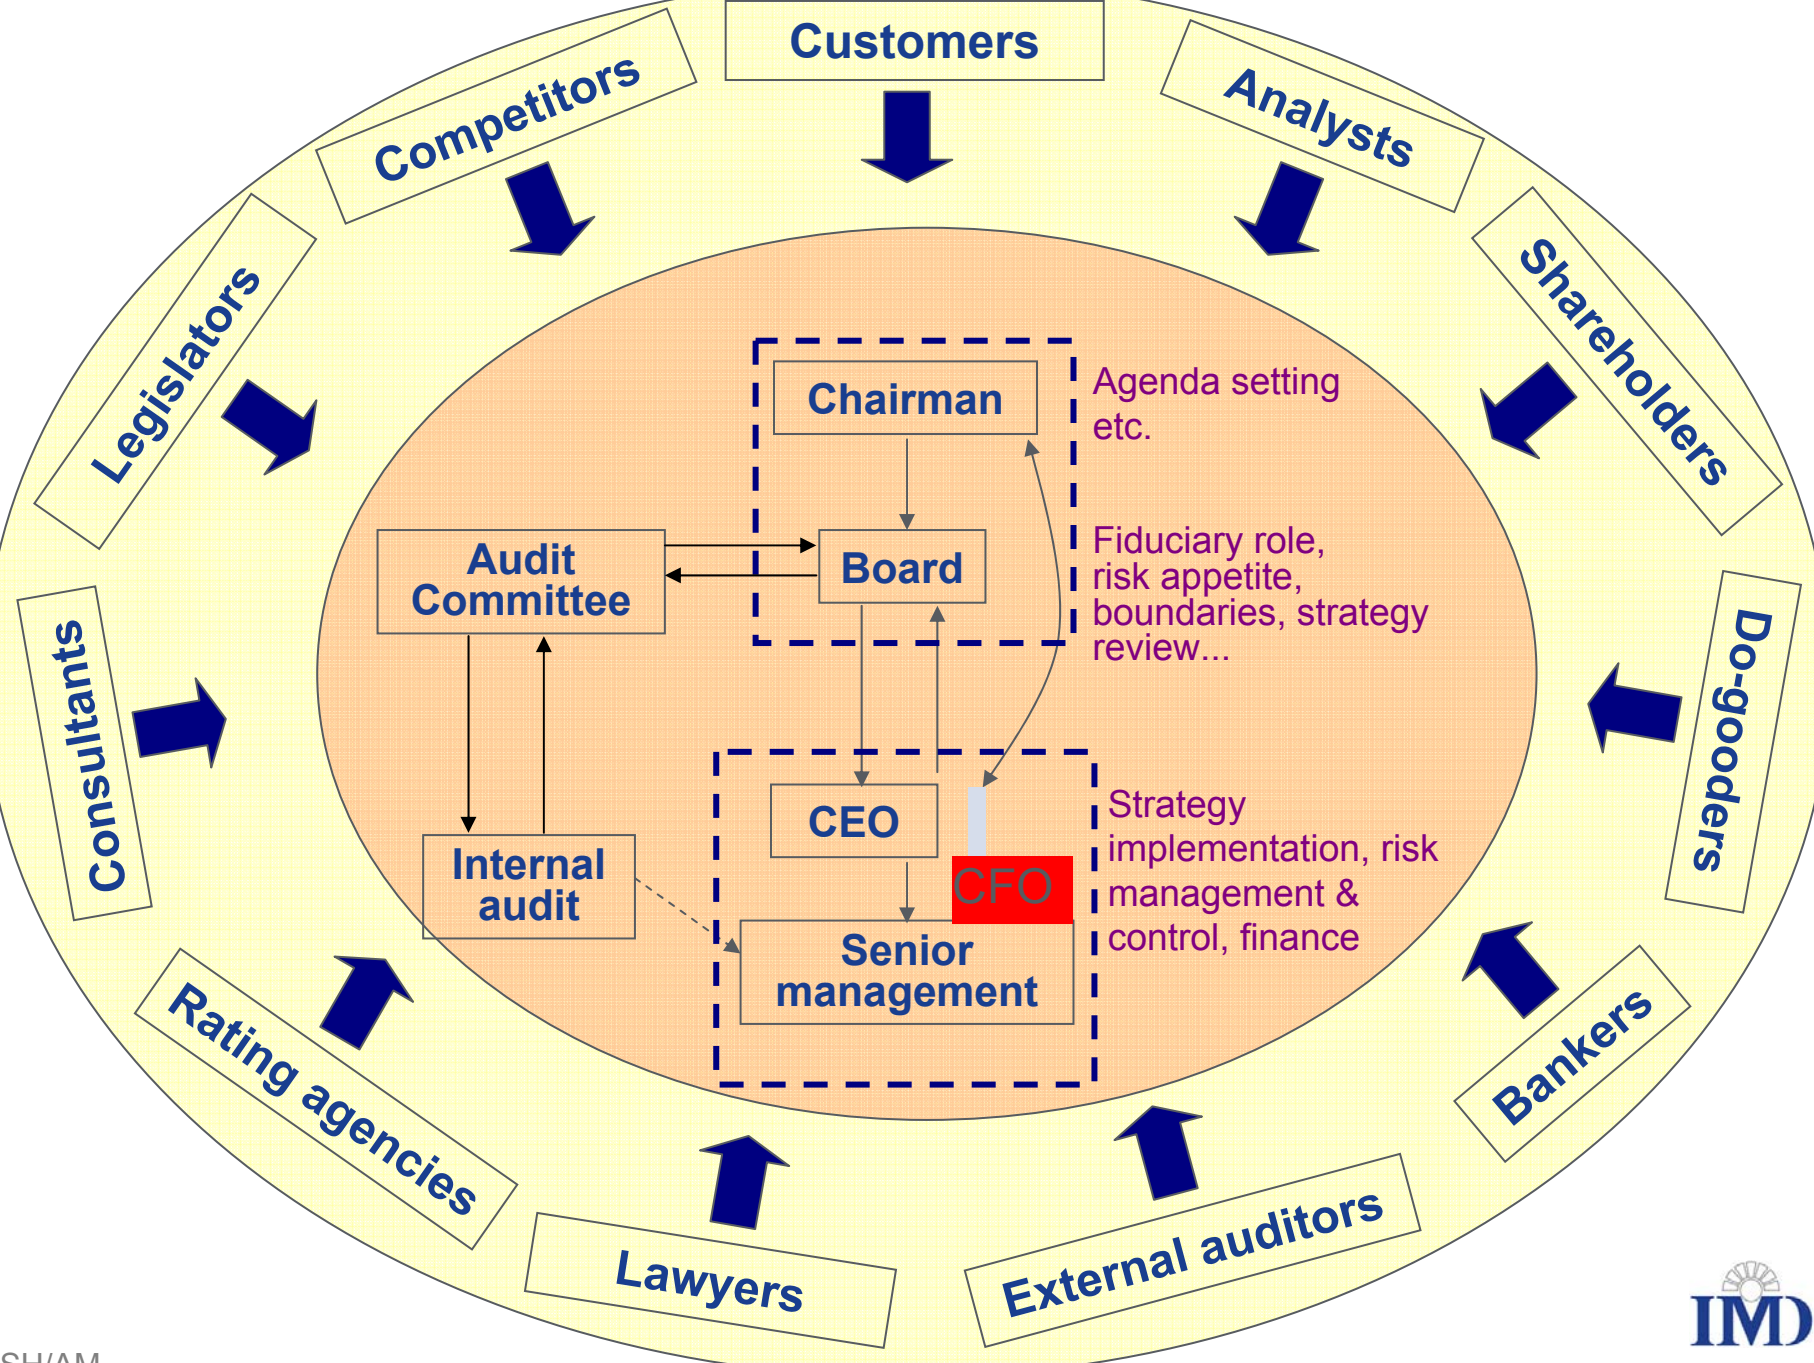 Customers
Competitors
Analysts
Legislators
Shareholders
Chairman
Agenda setting
etc.
Audit
Committee
Board
Fiduciary role,
risk appetite,
boundaries, strategy
review...
Consultants
Do-gooders
CEO
Strategy
implementation, risk
management &
control, finance
CFO
Internal
audit
Senior
management
Rating agencies
Bankers
Lawyers
External auditors
IMD
SH/AM